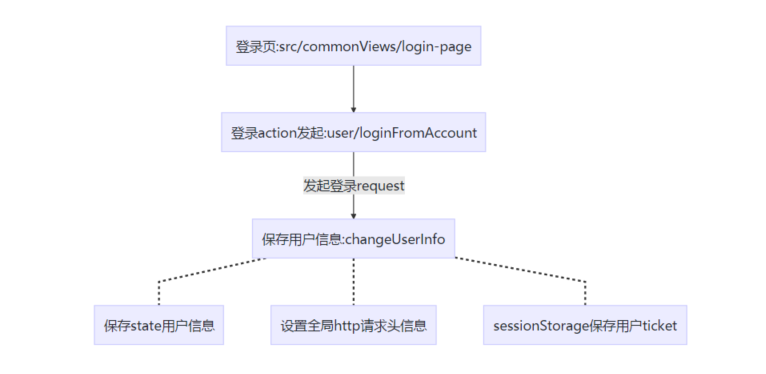 登录页:src/commonViews/login-page
登录action发起:user/loginFromAccount
发起登录request
保存用户信息:changeUserInfo
保存state用户信息
设置全局http请求头信息
sessionStorage保存用户ticket